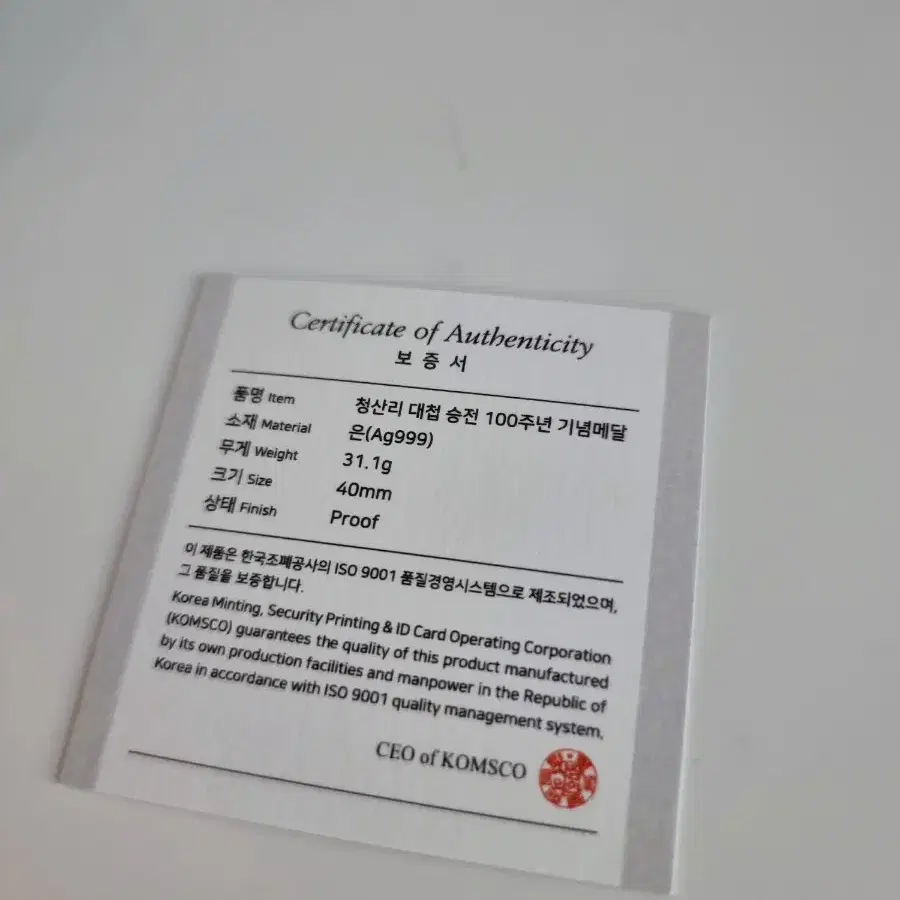 Certificate of Authenticity
보 증 서
품명 Item 청산리 대첩 승전 100주년 기념메달
소재 Material 은(Ag999)
무게 Weight 31.1g
크기 Size 40mm
상태 Finish Proof
이 제품은 한국조폐공사의 ISO 9001 품질경영시스템으로 제조되었으며,
그 품질을 보증합니다.
Korea Minting, Security Printing & ID Card Operating Corporation
(KOMSCO) guarantees the quality of this product manufactured
by its own production facilities and manpower in the Republic of
Korea in accordance with ISO 9001 quality management system.
CEO of KOMSCO